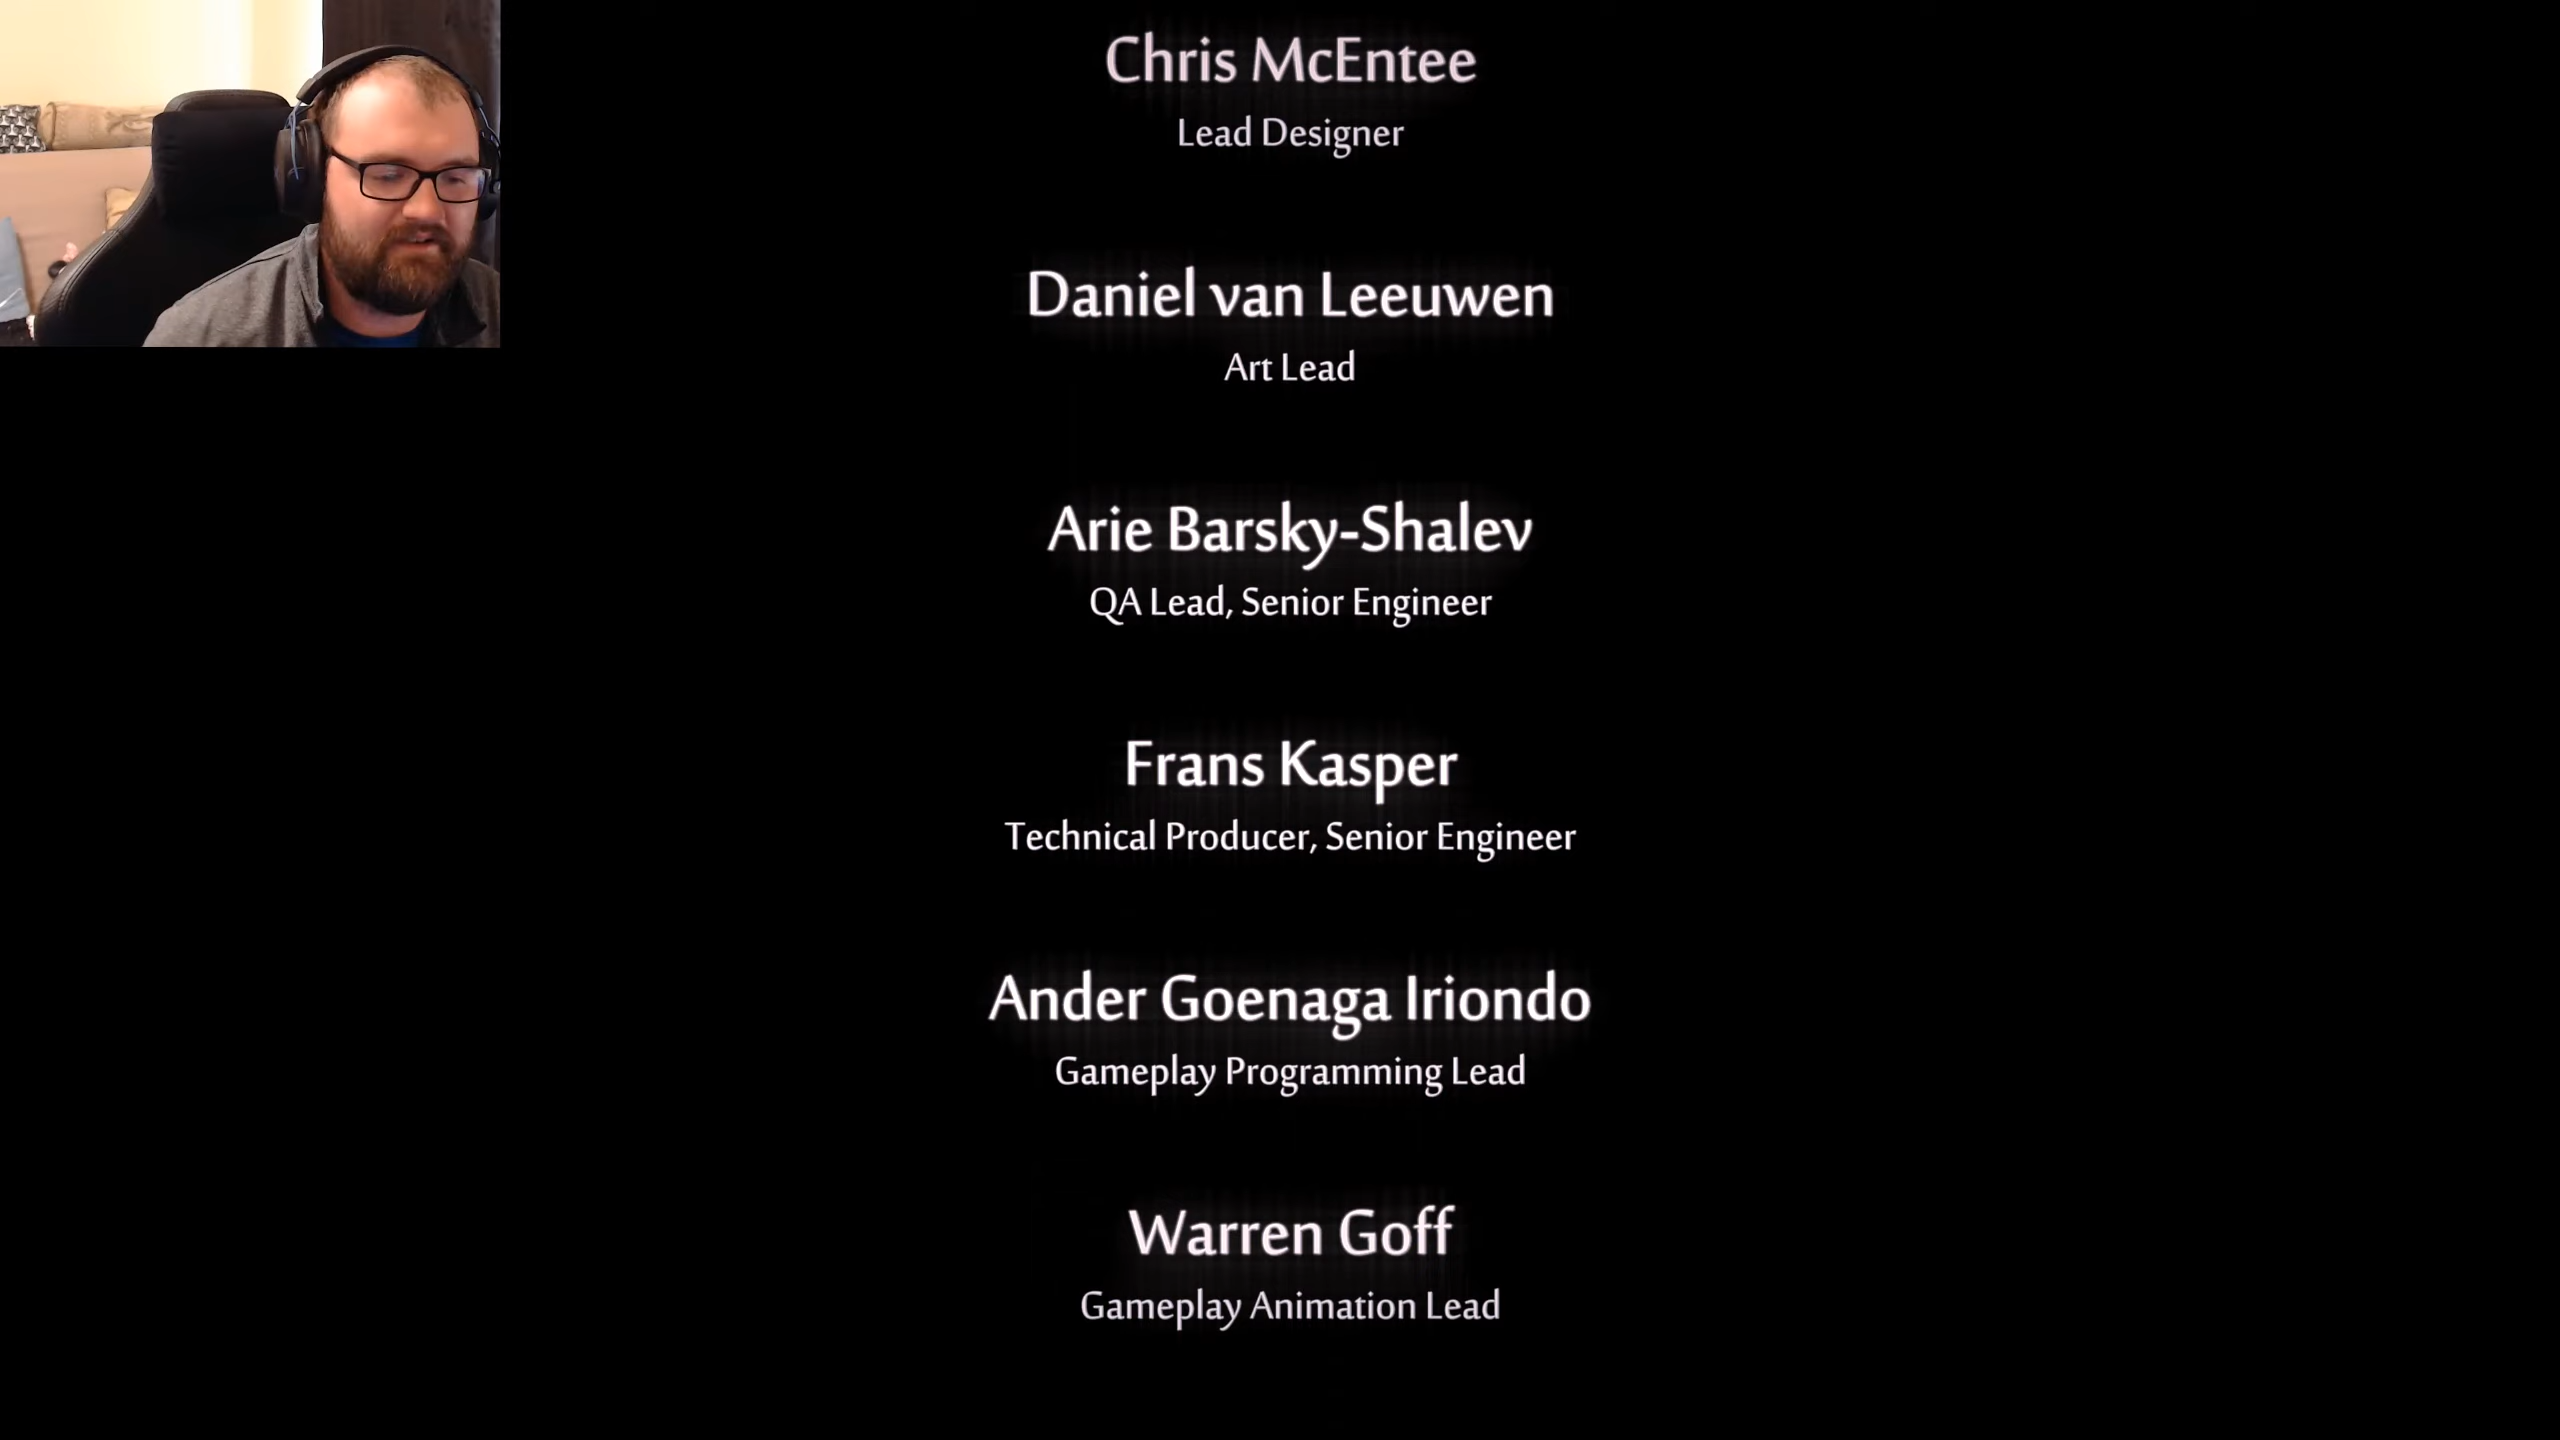 Chris McEntee
Lead Designer
Daniel van Leeuwen
Art Lead
Arie Barsky-Shalev
QA Lead, Senior Engineer
Frans Kasper
Technical Producer, Senior Engineer
Ander Goenaga Iriondo
Gameplay Programming Lead
Warren Goff
Gameplay Animation Lead